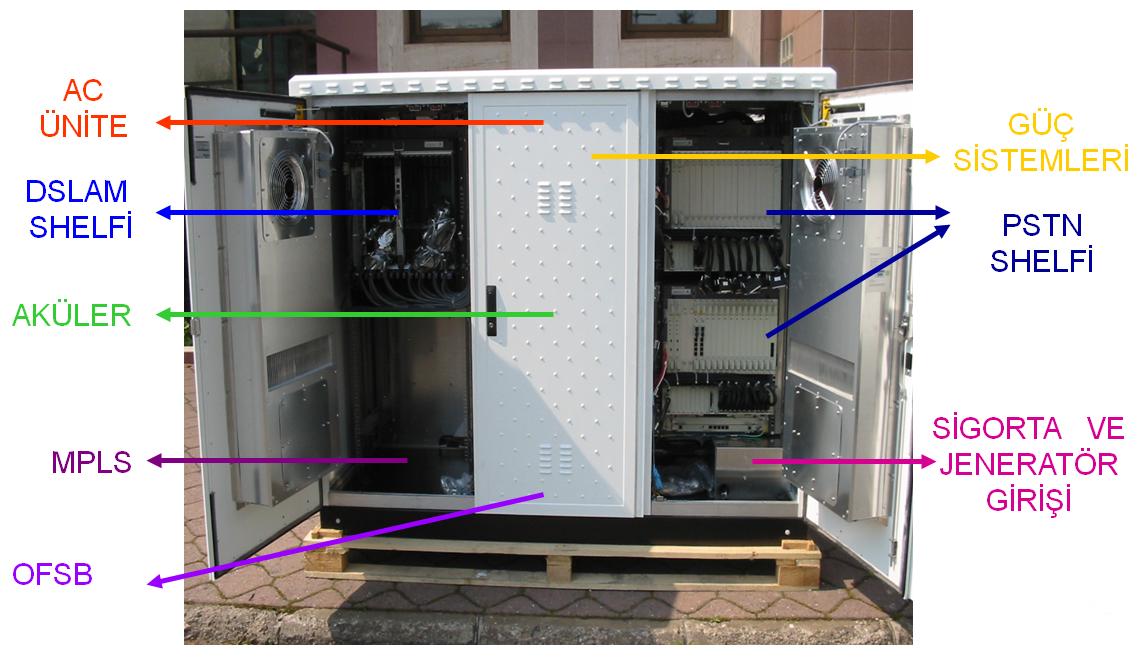 AC
ÜNİTE
DSLAM
SHELFİ
AKÜLER
MPLS
OFSB
GÜÇ
SİSTEMLERİ
PSTN
SHELFİ
SİGORTA VE
JENERATÖR
GİRİŞİ